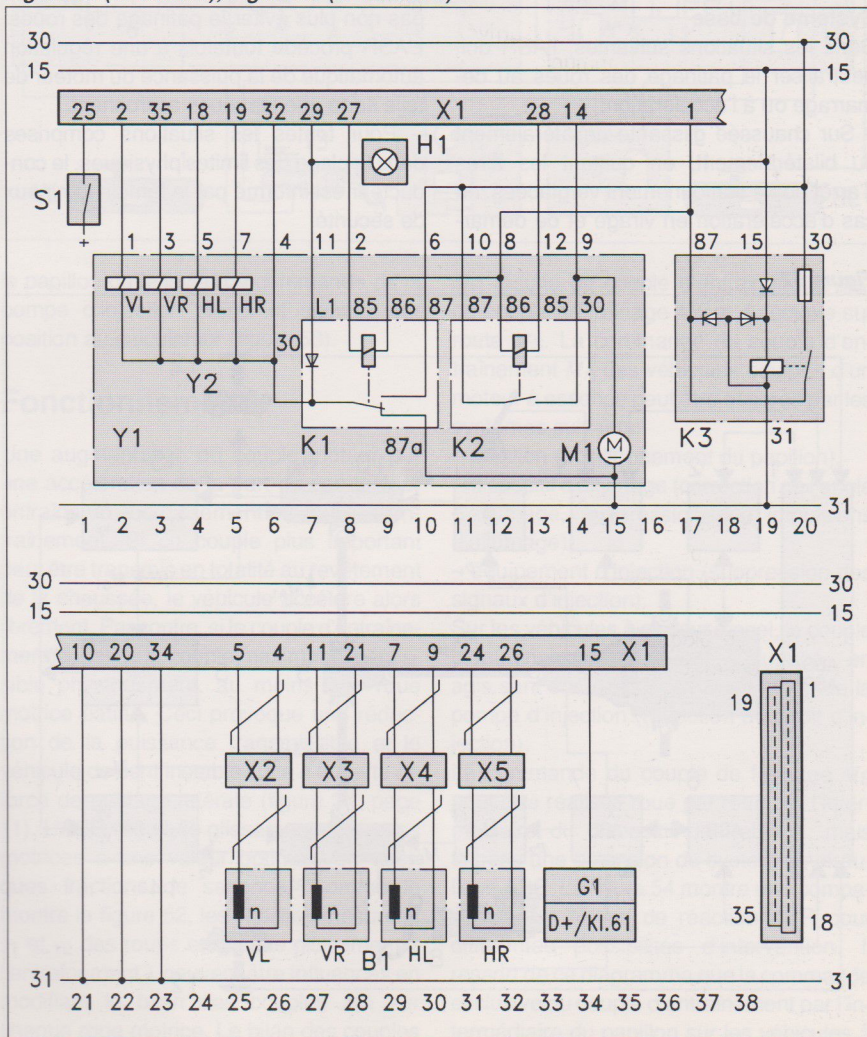 30 30
15 15
25 2 35 18 19 32 29 27 X1 28 14 1
H1
S1
+
1 3 5 7 4 11 2 6 10 8 12 9 87 15 30
VL VR HL HR
L1 85 86 87 87 86 85 30
30
Y2
Y1 K1 87a K2 M1 M K3 31
31
1 2 3 4 5 6 7 8 9 10 11 12 13 14 15 16 17 18 19 20
30 30
15 15
10 20 34 5 4 11 21 7 9 24 26 15 X1
X1
19 1
X2 X3 X4 X5
n n n n
G1
D+/Kl.61
35 18
VL VR HL HR
B1
31 31
21 22 23 24 25 26 27 28 29 30 31 32 33 34 35 36 37 38